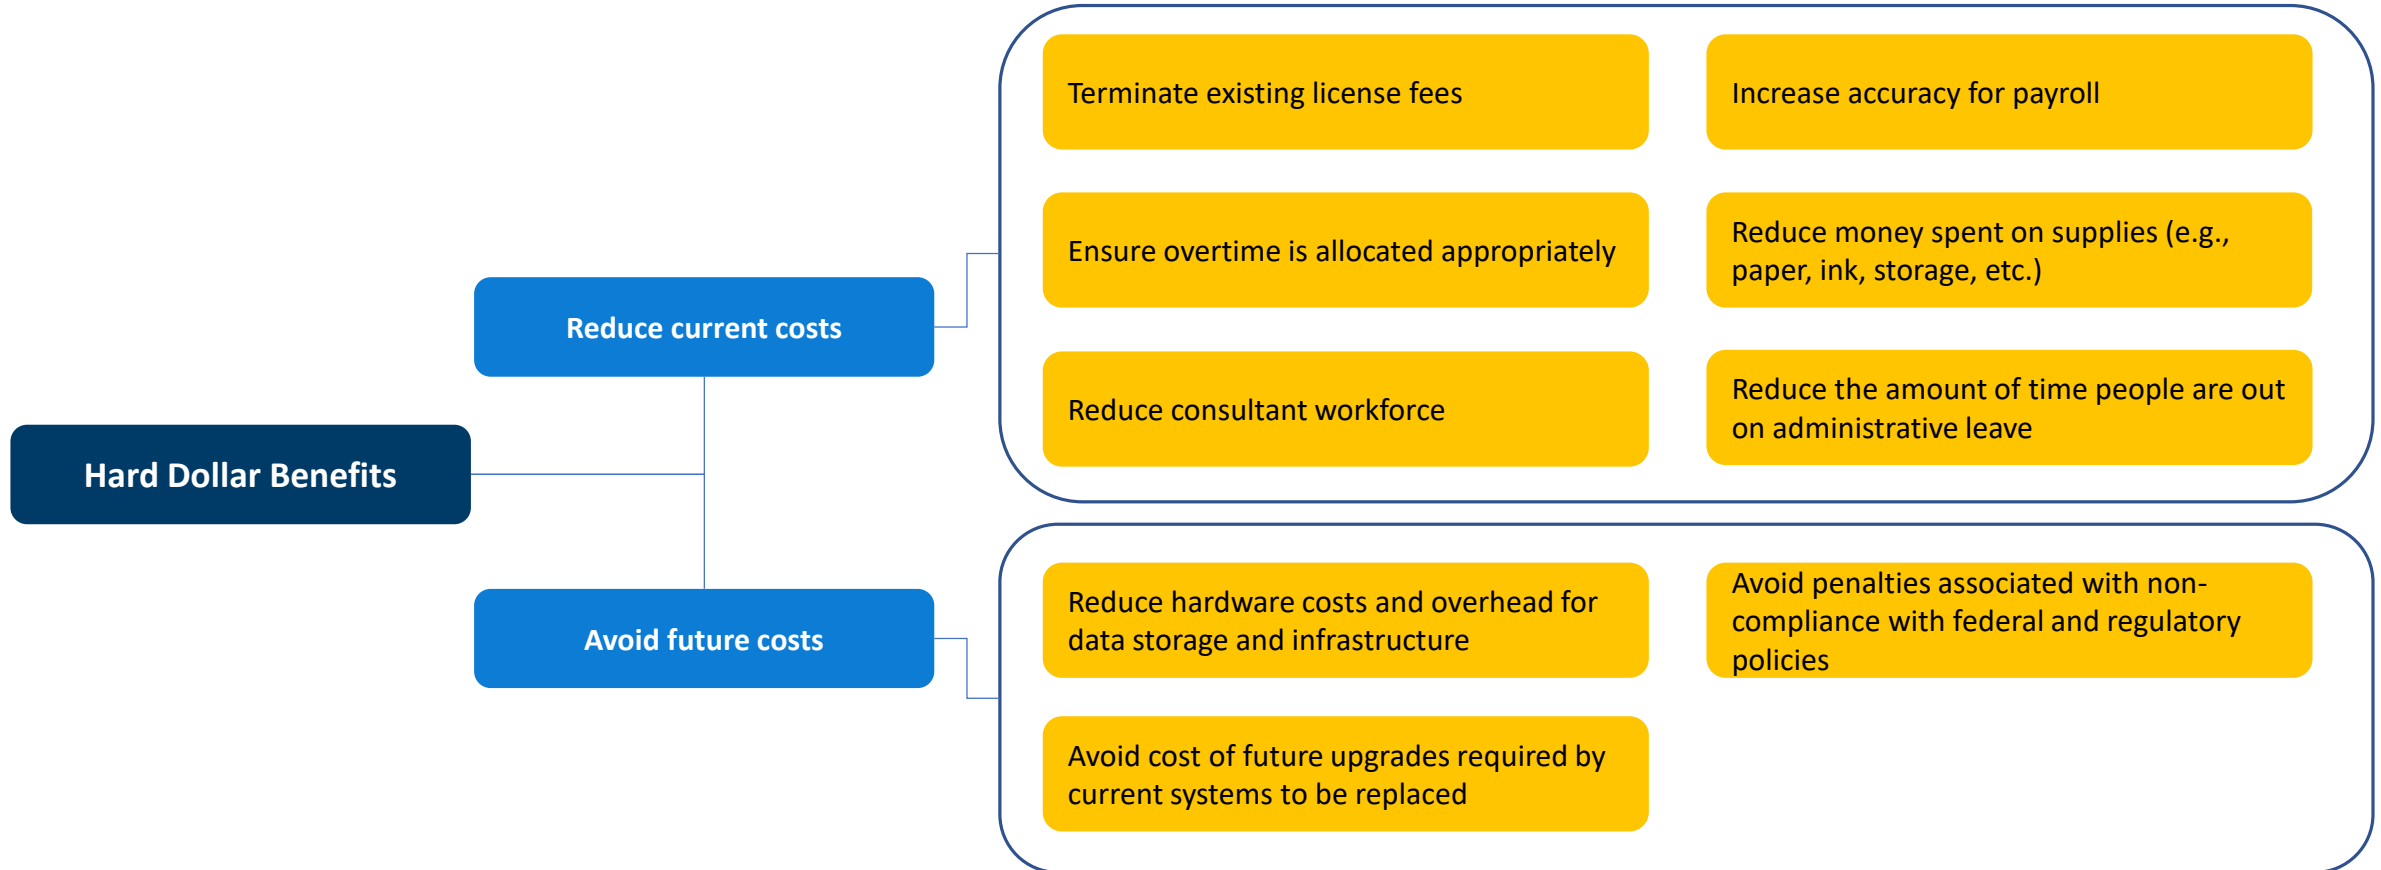 Hard Dollar Benefits
Reduce current costs
Terminate existing license fees
Increase accuracy for payroll
Ensure overtime is allocated appropriately
Reduce money spent on supplies (e.g.,
paper, ink, storage, etc.)
Reduce consultant workforce
Reduce the amount of time people are out
on administrative leave
Avoid future costs
Reduce hardware costs and overhead for
data storage and infrastructure
Avoid penalties associated with non-
compliance with federal and regulatory
policies
Avoid cost of future upgrades required by
current systems to be replaced